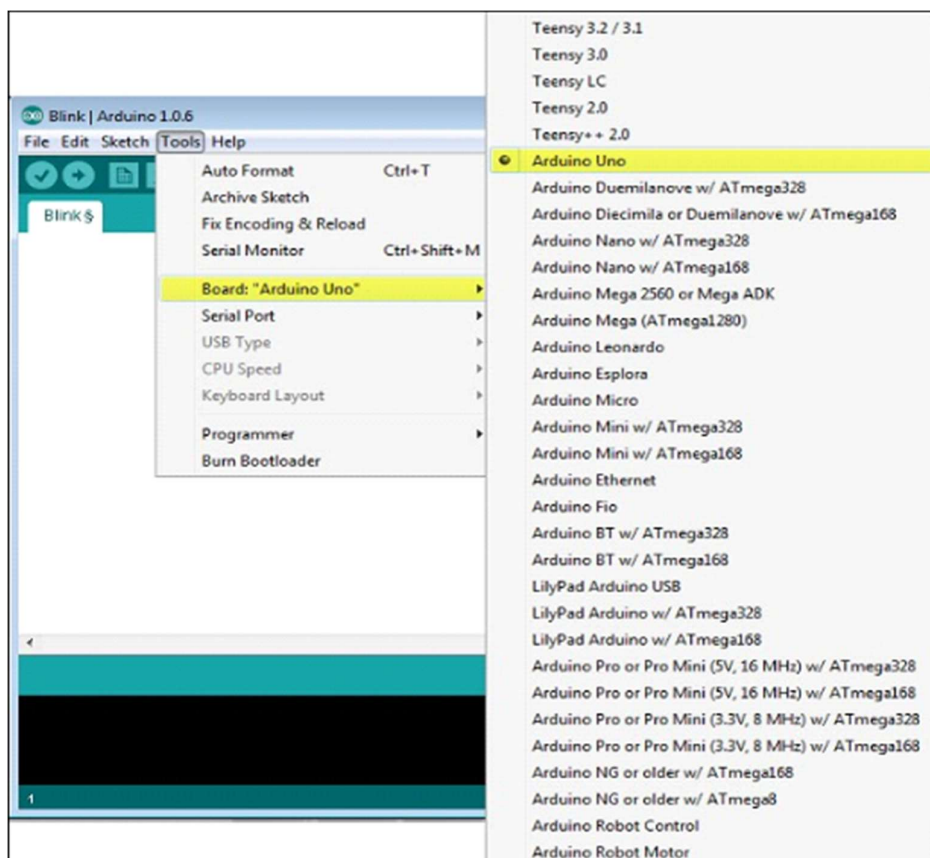 Blink | Arduino 1.0.6
File Edit Sketch Tools Help
Blink §
Auto Format Ctrl+T
Archive Sketch
Fix Encoding & Reload
Serial Monitor Ctrl+Shift+M
Board: "Arduino Uno"
Serial Port
USB Type
CPU Speed
Keyboard Layout
Programmer
Burn Bootloader
1
Teensy 3.2 / 3.1
Teensy 3.0
Teensy LC
Teensy 2.0
Teensy++ 2.0
Arduino Uno
Arduino Duemilanove w/ ATmega328
Arduino Diecimila or Duemilanove w/ ATmega168
Arduino Nano w/ ATmega328
Arduino Nano w/ ATmega168
Arduino Mega 2560 or Mega ADK
Arduino Mega (ATmega1280)
Arduino Leonardo
Arduino Esplora
Arduino Micro
Arduino Mini w/ ATmega328
Arduino Mini w/ ATmega168
Arduino Ethernet
Arduino Fio
Arduino BT w/ ATmega328
Arduino BT w/ ATmega168
LilyPad Arduino USB
LilyPad Arduino w/ ATmega328
LilyPad Arduino w/ ATmega168
Arduino Pro or Pro Mini (5V, 16 MHz) w/ ATmega328
Arduino Pro or Pro Mini (5V, 16 MHz) w/ ATmega168
Arduino Pro or Pro Mini (3.3V, 8 MHz) w/ ATmega328
Arduino Pro or Pro Mini (3.3V, 8 MHz) w/ ATmega168
Arduino NG or older w/ ATmega168
Arduino NG or older w/ ATmega8
Arduino Robot Control
Arduino Robot Motor